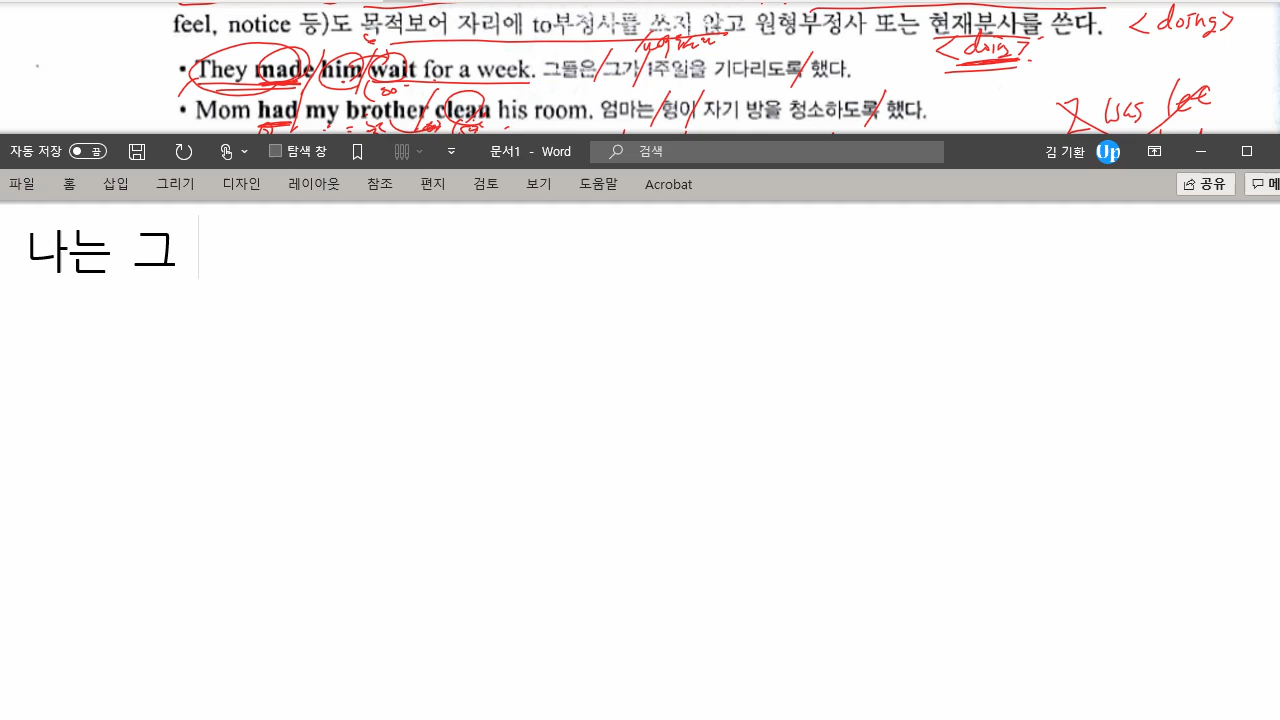 feel, notice 등)도 목적보어 자리에 to부정사를 쓰지 않고 원형부정사 또는 현재분사를 쓴다. <doing>
<doing>
• They made him wait for a week. 그들은 그가 1주일을 기다리도록 했다.
• Mom had my brother clean his room. 엄마는 형이 자기 방을 청소하도록 했다.
자동 저장 끔 탐색 창 문서1 - Word 검색 김 기환 Up
파일 홈 삽입 그리기 디자인 레이아웃 참조 편지 검토 보기 도움말 Acrobat 공유 메
나는 그